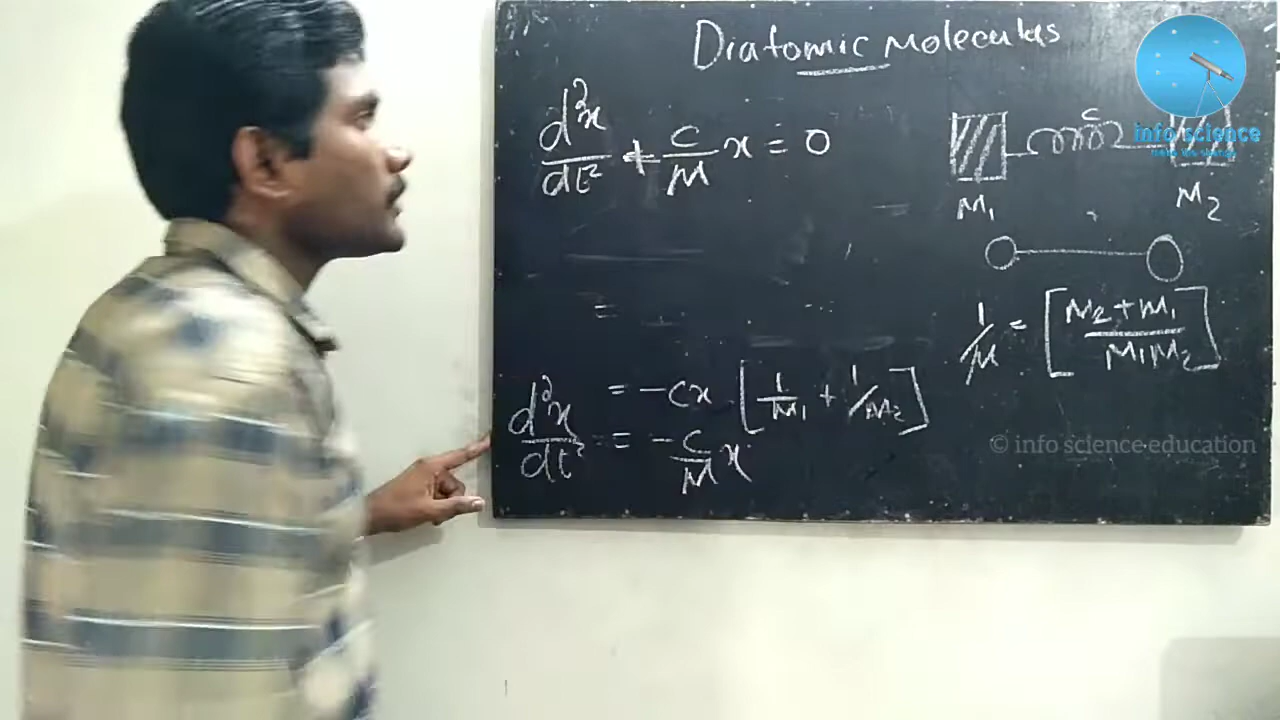 Diatomic Moleculas
d²x/dt² + c/μ x = 0
c
M1 M2
1/μ = [M2 + M1 / M1M2]
=
= -cx [1/M1 + 1/M2]
d²x/dt² = -c/μ x
info science
© info science education